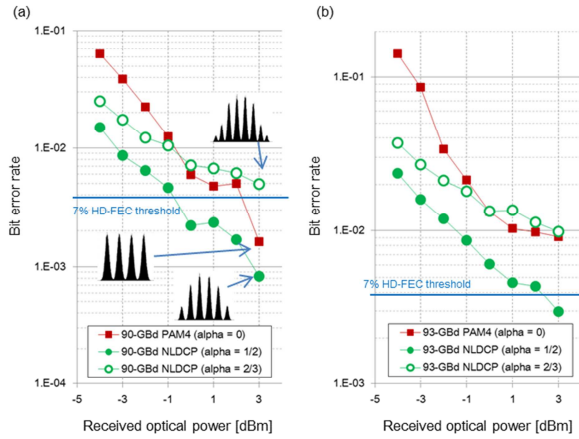 (a)
1.E-01
1.E-02
1.E-03
1.E-04
Bit error rate
7% HD-FEC threshold
90-GBd PAM4 (alpha = 0)
90-GBd NLDCP (alpha = 1/2)
90-GBd NLDCP (alpha = 2/3)
-5 -3 -1 1 3
Received optical power [dBm]
(b)
1.E-01
1.E-02
1.E-03
Bit error rate
7% HD-FEC threshold
93-GBd PAM4 (alpha = 0)
93-GBd NLDCP (alpha = 1/2)
93-GBd NLDCP (alpha = 2/3)
-5 -3 -1 1 3
Received optical power [dBm]